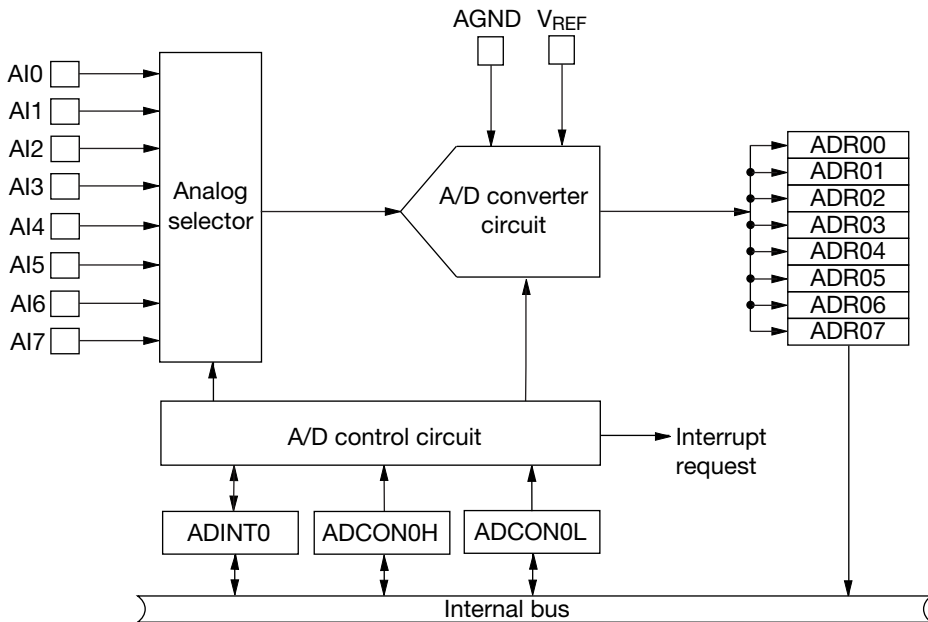 AGND VREF
AI0
AI1
AI2
AI3
AI4
AI5
AI6
AI7
Analog
selector
A/D converter
circuit
ADR00
ADR01
ADR02
ADR03
ADR04
ADR05
ADR06
ADR07
A/D control circuit
Interrupt
request
ADINT0
ADCON0H
ADCON0L
Internal bus